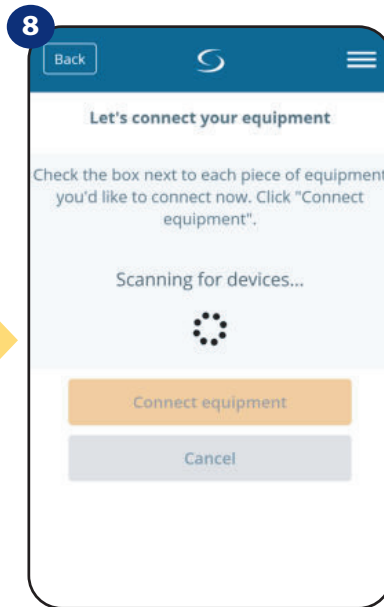 8
Back
Let's connect your equipment
Check the box next to each piece of equipment
you'd like to connect now. Click "Connect
equipment".
Scanning for devices...
Connect equipment
Cancel